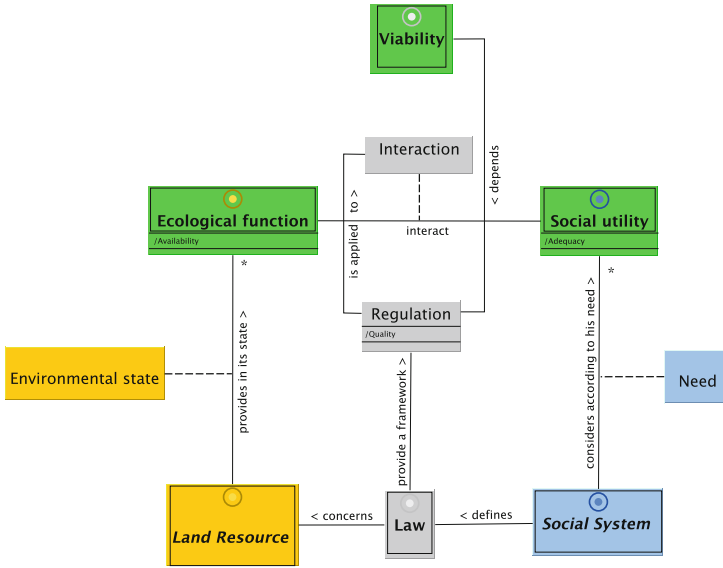 Viability
Interaction
< depends
is applied to >
Ecological function
/Availability
interact
Social utility
/Adequacy
*
*
Regulation
/Quality
provides in its state >
considers according to his need >
Environmental state
provide a framework >
Need
Land Resource
< concerns
Law
< defines
Social System